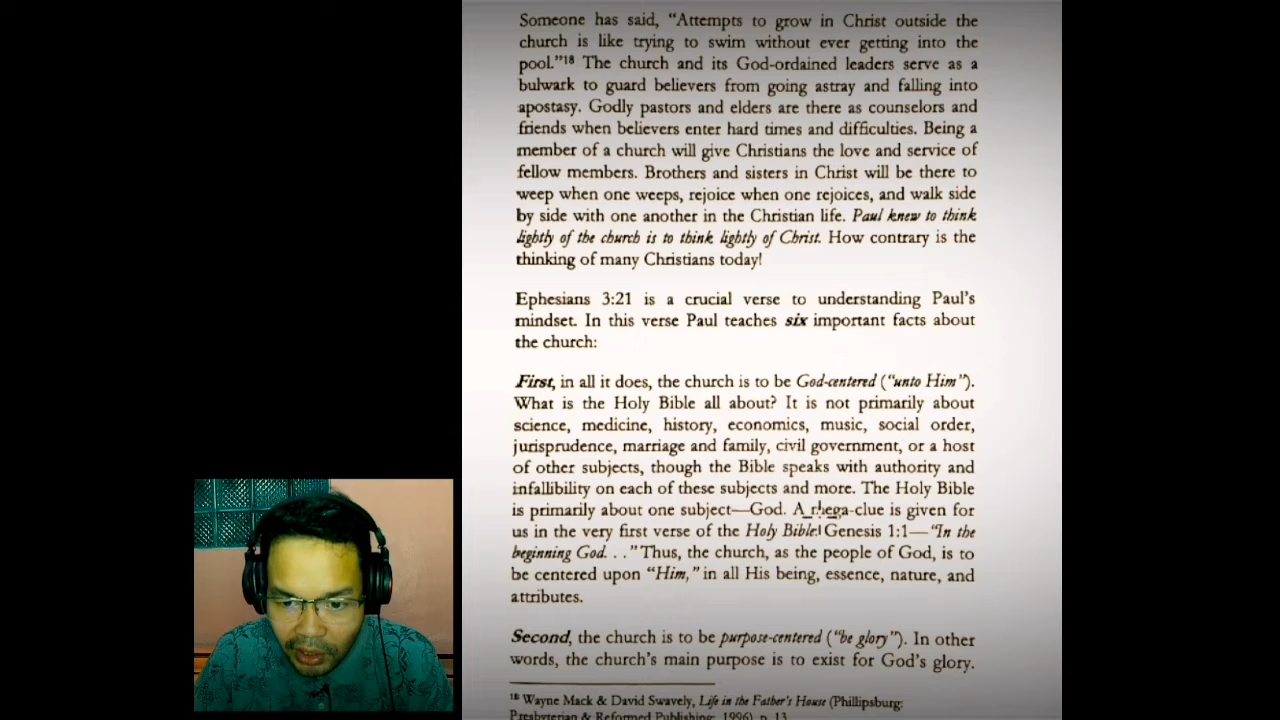 Someone has said, “Attempts to grow in Christ outside the
church is like trying to swim without ever getting into the
pool.”18 The church and its God-ordained leaders serve as a
bulwark to guard believers from going astray and falling into
apostasy. Godly pastors and elders are there as counselors and
friends when believers enter hard times and difficulties. Being a
member of a church will give Christians the love and service of
fellow members. Brothers and sisters in Christ will be there to
weep when one weeps, rejoice when one rejoices, and walk side
by side with one another in the Christian life. Paul knew to think
lightly of the church is to think lightly of Christ. How contrary is the
thinking of many Christians today!
Ephesians 3:21 is a crucial verse to understanding Paul's
mindset. In this verse Paul teaches six important facts about
the church:
First, in all it does, the church is to be God-centered (“unto Him”).
What is the Holy Bible all about? It is not primarily about
science, medicine, history, economics, music, social order,
jurisprudence, marriage and family, civil government, or a host
of other subjects, though the Bible speaks with authority and
infallibility on each of these subjects and more. The Holy Bible
is primarily about one subject—God. A mega-clue is given for
us in the very first verse of the Holy Bible: Genesis 1:1—“In the
beginning God. . .” Thus, the church, as the people of God, is to
be centered upon “Him,” in all His being, essence, nature, and
attributes.
Second, the church is to be purpose-centered (“be glory”). In other
words, the church's main purpose is to exist for God's glory.
18 Wayne Mack & David Swavely, Life in the Father's House (Phillipsburg:
Presbyterian & Reformed Publishing: 1996) p. 13